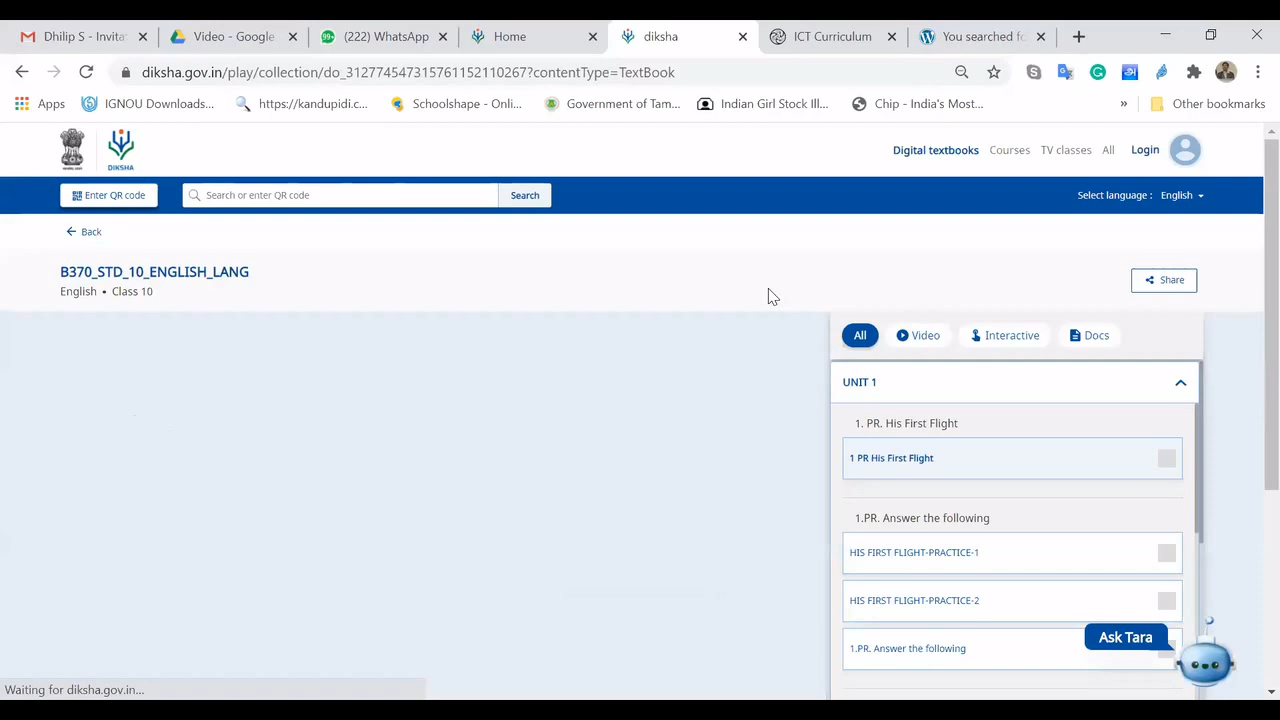 Dhilip S - Invita
Video - Google
(222) WhatsApp
Home
diksha
ICT Curriculum
You searched fo
diksha.gov.in/play/collection/do_31277454731576115211026​7?contentType=TextBook
Apps
IGNOU Downloads...
https://kandupidi.c...
Schoolshape - Onli...
Government of Tam...
Indian Girl Stock Ill...
Chip - India's Most...
»
Other bookmarks
DIKSHA
Digital textbooks
Courses
TV classes
All
Login
Enter QR code
Search or enter QR code
Search
Select language :
English
Back
B370_STD_10_ENGLISH_LANG
English • Class 10
Share
All
Video
Interactive
Docs
UNIT 1
1. PR. His First Flight
1 PR His First Flight
1.PR. Answer the following
HIS FIRST FLIGHT-PRACTICE-1
HIS FIRST FLIGHT-PRACTICE-2
1.PR. Answer the following
Ask Tara
Waiting for diksha.gov.in...